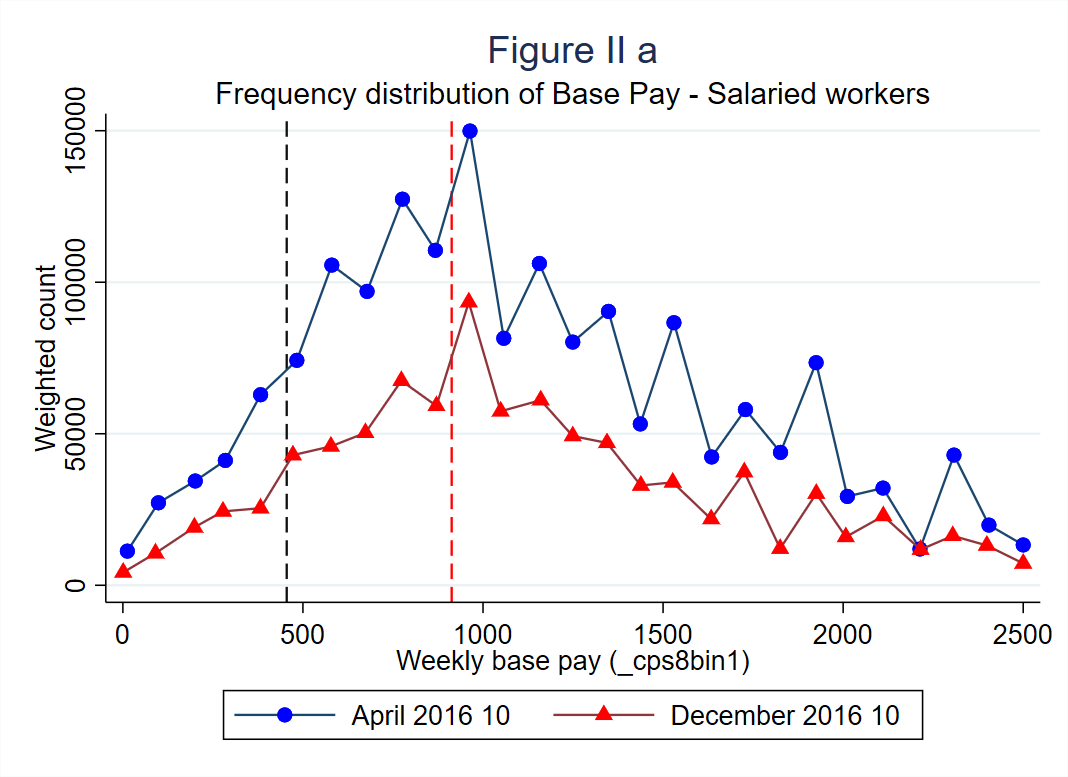 Figure II a
Frequency distribution of Base Pay - Salaried workers
Weighted count
150000
100000
50000
0
0 500 1000 1500 2000 2500
Weekly base pay (_cps8bin1)
April 2016 10 December 2016 10